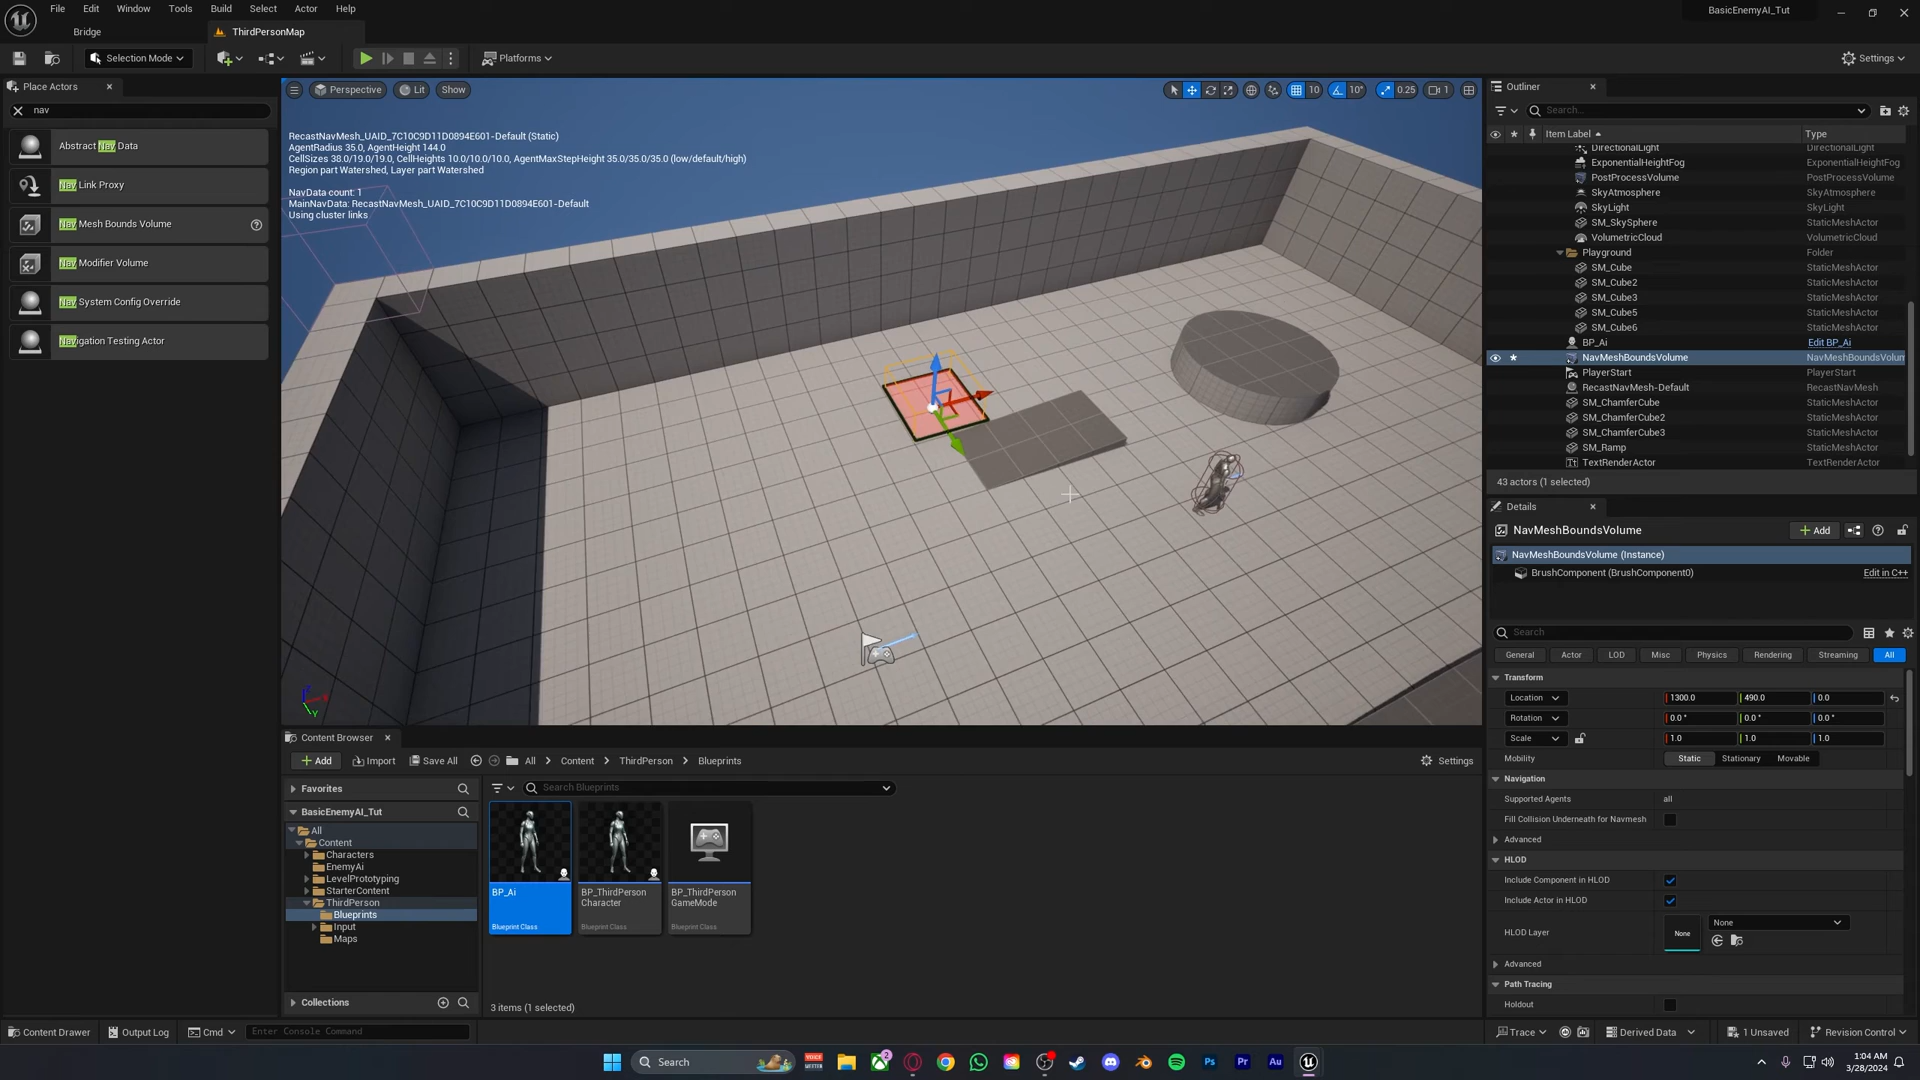 File Edit Window Tools Build Select Actor Help
BasicEnemyAI_Tut
Bridge
ThirdPersonMap
Selection Mode
Platforms
Settings
Place Actors
nav
Abstract Nav Data
Nav Link Proxy
Nav Mesh Bounds Volume
Nav Modifier Volume
Nav System Config Override
Navigation Testing Actor
Perspective Lit Show
10 10° 0.25 1
RecastNavMesh_UAID_7C10C9D11D0894E601-Default (Static)
AgentRadius 35.0, AgentHeight 144.0
CellSizes 38.0/19.0/19.0, CellHeights 10.0/10.0/10.0, AgentMaxStepHeight 35.0/35.0/35.0 (low/default/high)
Region part Watershed, Layer part Watershed
NavData count: 1
MainNavData: RecastNavMesh_UAID_7C10C9D11D0894E601-Default
Using cluster links
Outliner
Search...
Item Label Type
DirectionalLight DirectionalLight
ExponentialHeightFog ExponentialHeightFog
PostProcessVolume PostProcessVolume
SkyAtmosphere SkyAtmosphere
SkyLight SkyLight
SM_SkySphere StaticMeshActor
VolumetricCloud VolumetricCloud
Playground Folder
SM_Cube StaticMeshActor
SM_Cube2 StaticMeshActor
SM_Cube3 StaticMeshActor
SM_Cube5 StaticMeshActor
SM_Cube6 StaticMeshActor
BP_Ai Edit BP_Ai
NavMeshBoundsVolume NavMeshBoundsVolum
PlayerStart PlayerStart
RecastNavMesh-Default RecastNavMesh
SM_ChamferCube StaticMeshActor
SM_ChamferCube2 StaticMeshActor
SM_ChamferCube3 StaticMeshActor
SM_Ramp StaticMeshActor
TextRenderActor TextRenderActor
43 actors (1 selected)
Details
NavMeshBoundsVolume
Add
NavMeshBoundsVolume (Instance)
BrushComponent (BrushComponent0) Edit in C++
Search
General Actor LOD Misc Physics Rendering Streaming All
Transform
Location 1300.0 490.0 0.0
Rotation 0.0° 0.0° 0.0°
Scale 1.0 1.0 1.0
Mobility Static Stationary Movable
Navigation
Supported Agents all
Fill Collision Underneath for Navmesh
Advanced
HLOD
Include Component in HLOD
Include Actor in HLOD
HLOD Layer None None
Advanced
Path Tracing
Holdout
Content Browser
Add Import Save All All Content ThirdPerson Blueprints Settings
Favorites
BasicEnemyAI_Tut
All
Content
Characters
EnemyAi
LevelPrototyping
StarterContent
ThirdPerson
Blueprints
Input
Maps
Collections
Search Blueprints
BP_Ai
Blueprint Class
BP_ThirdPerson
Character
Blueprint Class
BP_ThirdPerson
GameMode
Blueprint Class
3 items (1 selected)
Content Drawer Output Log Cmd Enter Console Command
Trace Derived Data 1 Unsaved Revision Control
Search
2
Ps Pr Au
1:04 AM
3/28/2024